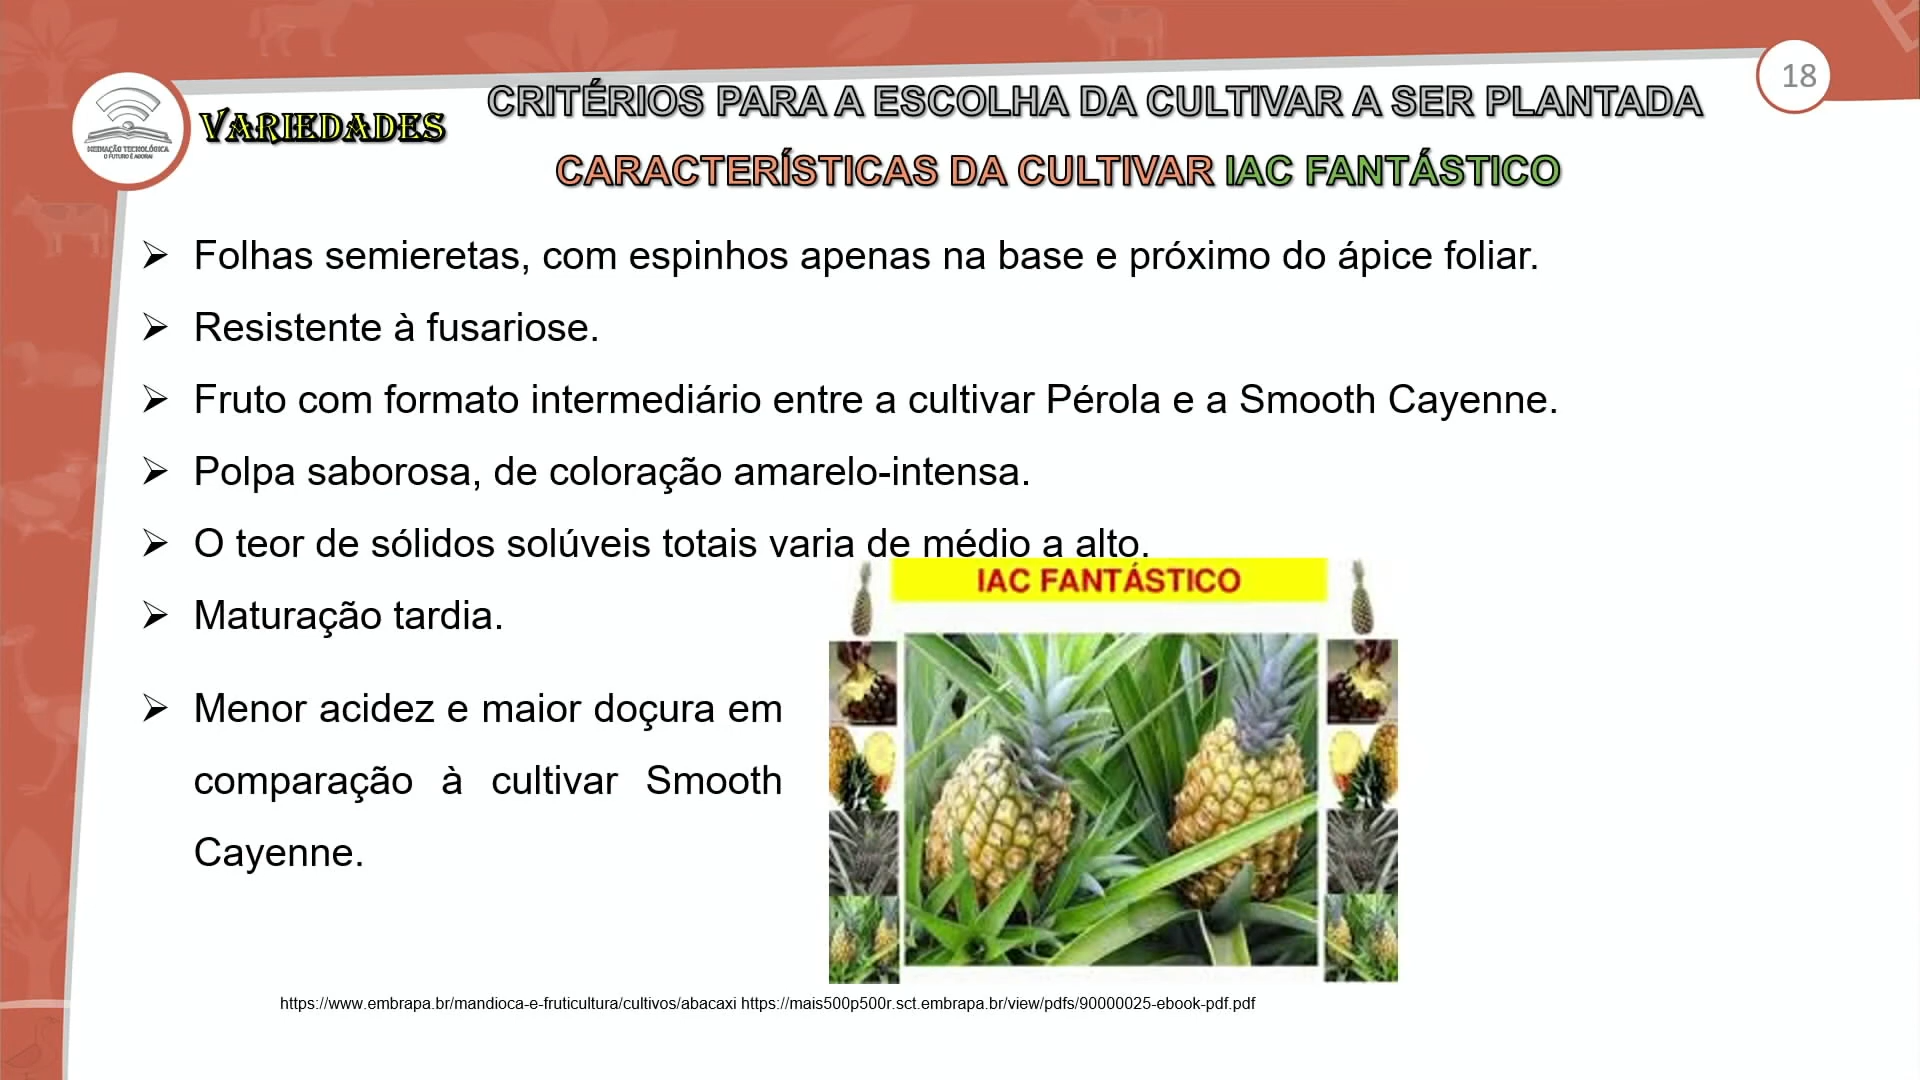 18
MEDIAÇÃO TECNOLÓGICA
O FUTURO É AGORA!
VARIEDADES
CRITÉRIOS PARA A ESCOLHA DA CULTIVAR A SER PLANTADA
CARACTERÍSTICAS DA CULTIVAR IAC FANTÁSTICO
➢ Folhas semieretas, com espinhos apenas na base e próximo do ápice foliar.
➢ Resistente à fusariose.
➢ Fruto com formato intermediário entre a cultivar Pérola e a Smooth Cayenne.
➢ Polpa saborosa, de coloração amarelo-intensa.
➢ O teor de sólidos solúveis totais varia de médio a alto.
➢ Maturação tardia.
➢ Menor acidez e maior doçura em
comparação à cultivar Smooth
Cayenne.
IAC FANTÁSTICO
https://www.embrapa.br/mandioca-e-fruticultura/cultivos/abacaxi https://mais500p500r.sct.embrapa.br/view/pdfs/90000025-ebook-pdf.pdf